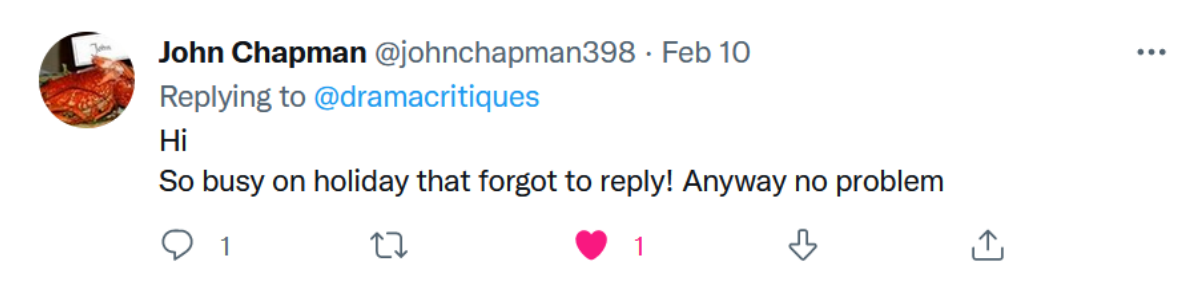 John Chapman @johnchapman398 · Feb 10
Replying to @dramacritiques
Hi
So busy on holiday that forgot to reply! Anyway no problem
1 1